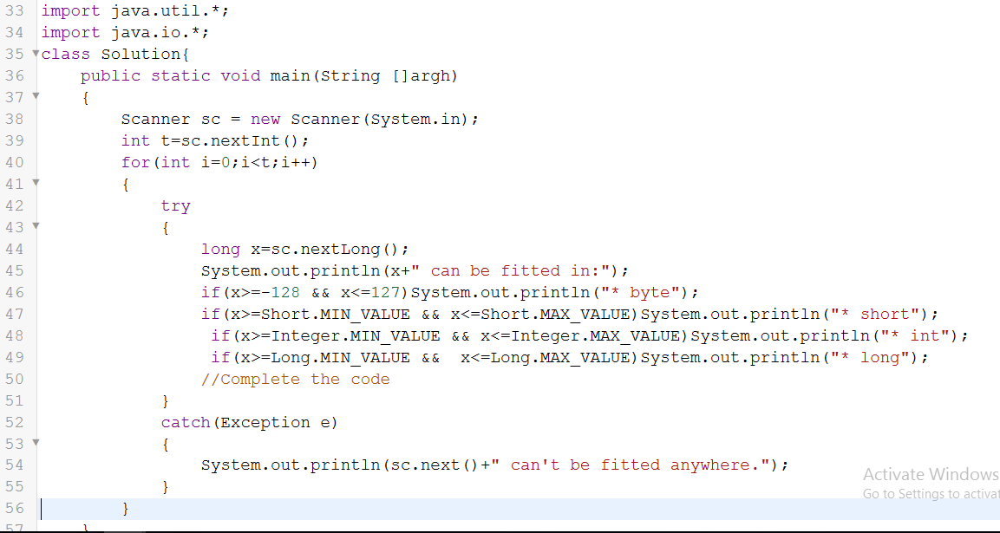 33 import java.util.*;
34 import java.io.*;
35 class Solution{
36     public static void main(String []argh)
37     {
38         Scanner sc = new Scanner(System.in);
39         int t=sc.nextInt();
40         for(int i=0;i<t;i++)
41         {
42             try
43             {
44                 long x=sc.nextLong();
45                 System.out.println(x+" can be fitted in:");
46                 if(x>=-128 && x<=127)System.out.println("* byte");
47                 if(x>=Short.MIN_VALUE && x<=Short.MAX_VALUE)System.out.println("* short");
48                  if(x>=Integer.MIN_VALUE && x<=Integer.MAX_VALUE)System.out.println("* int");
49                  if(x>=Long.MIN_VALUE &&  x<=Long.MAX_VALUE)System.out.println("* long");
50                 //Complete the code
51             }
52             catch(Exception e)
53             {
54                 System.out.println(sc.next()+" can't be fitted anywhere.");
55             }
56         }
57     }
Activate Windows
Go to Settings to activat